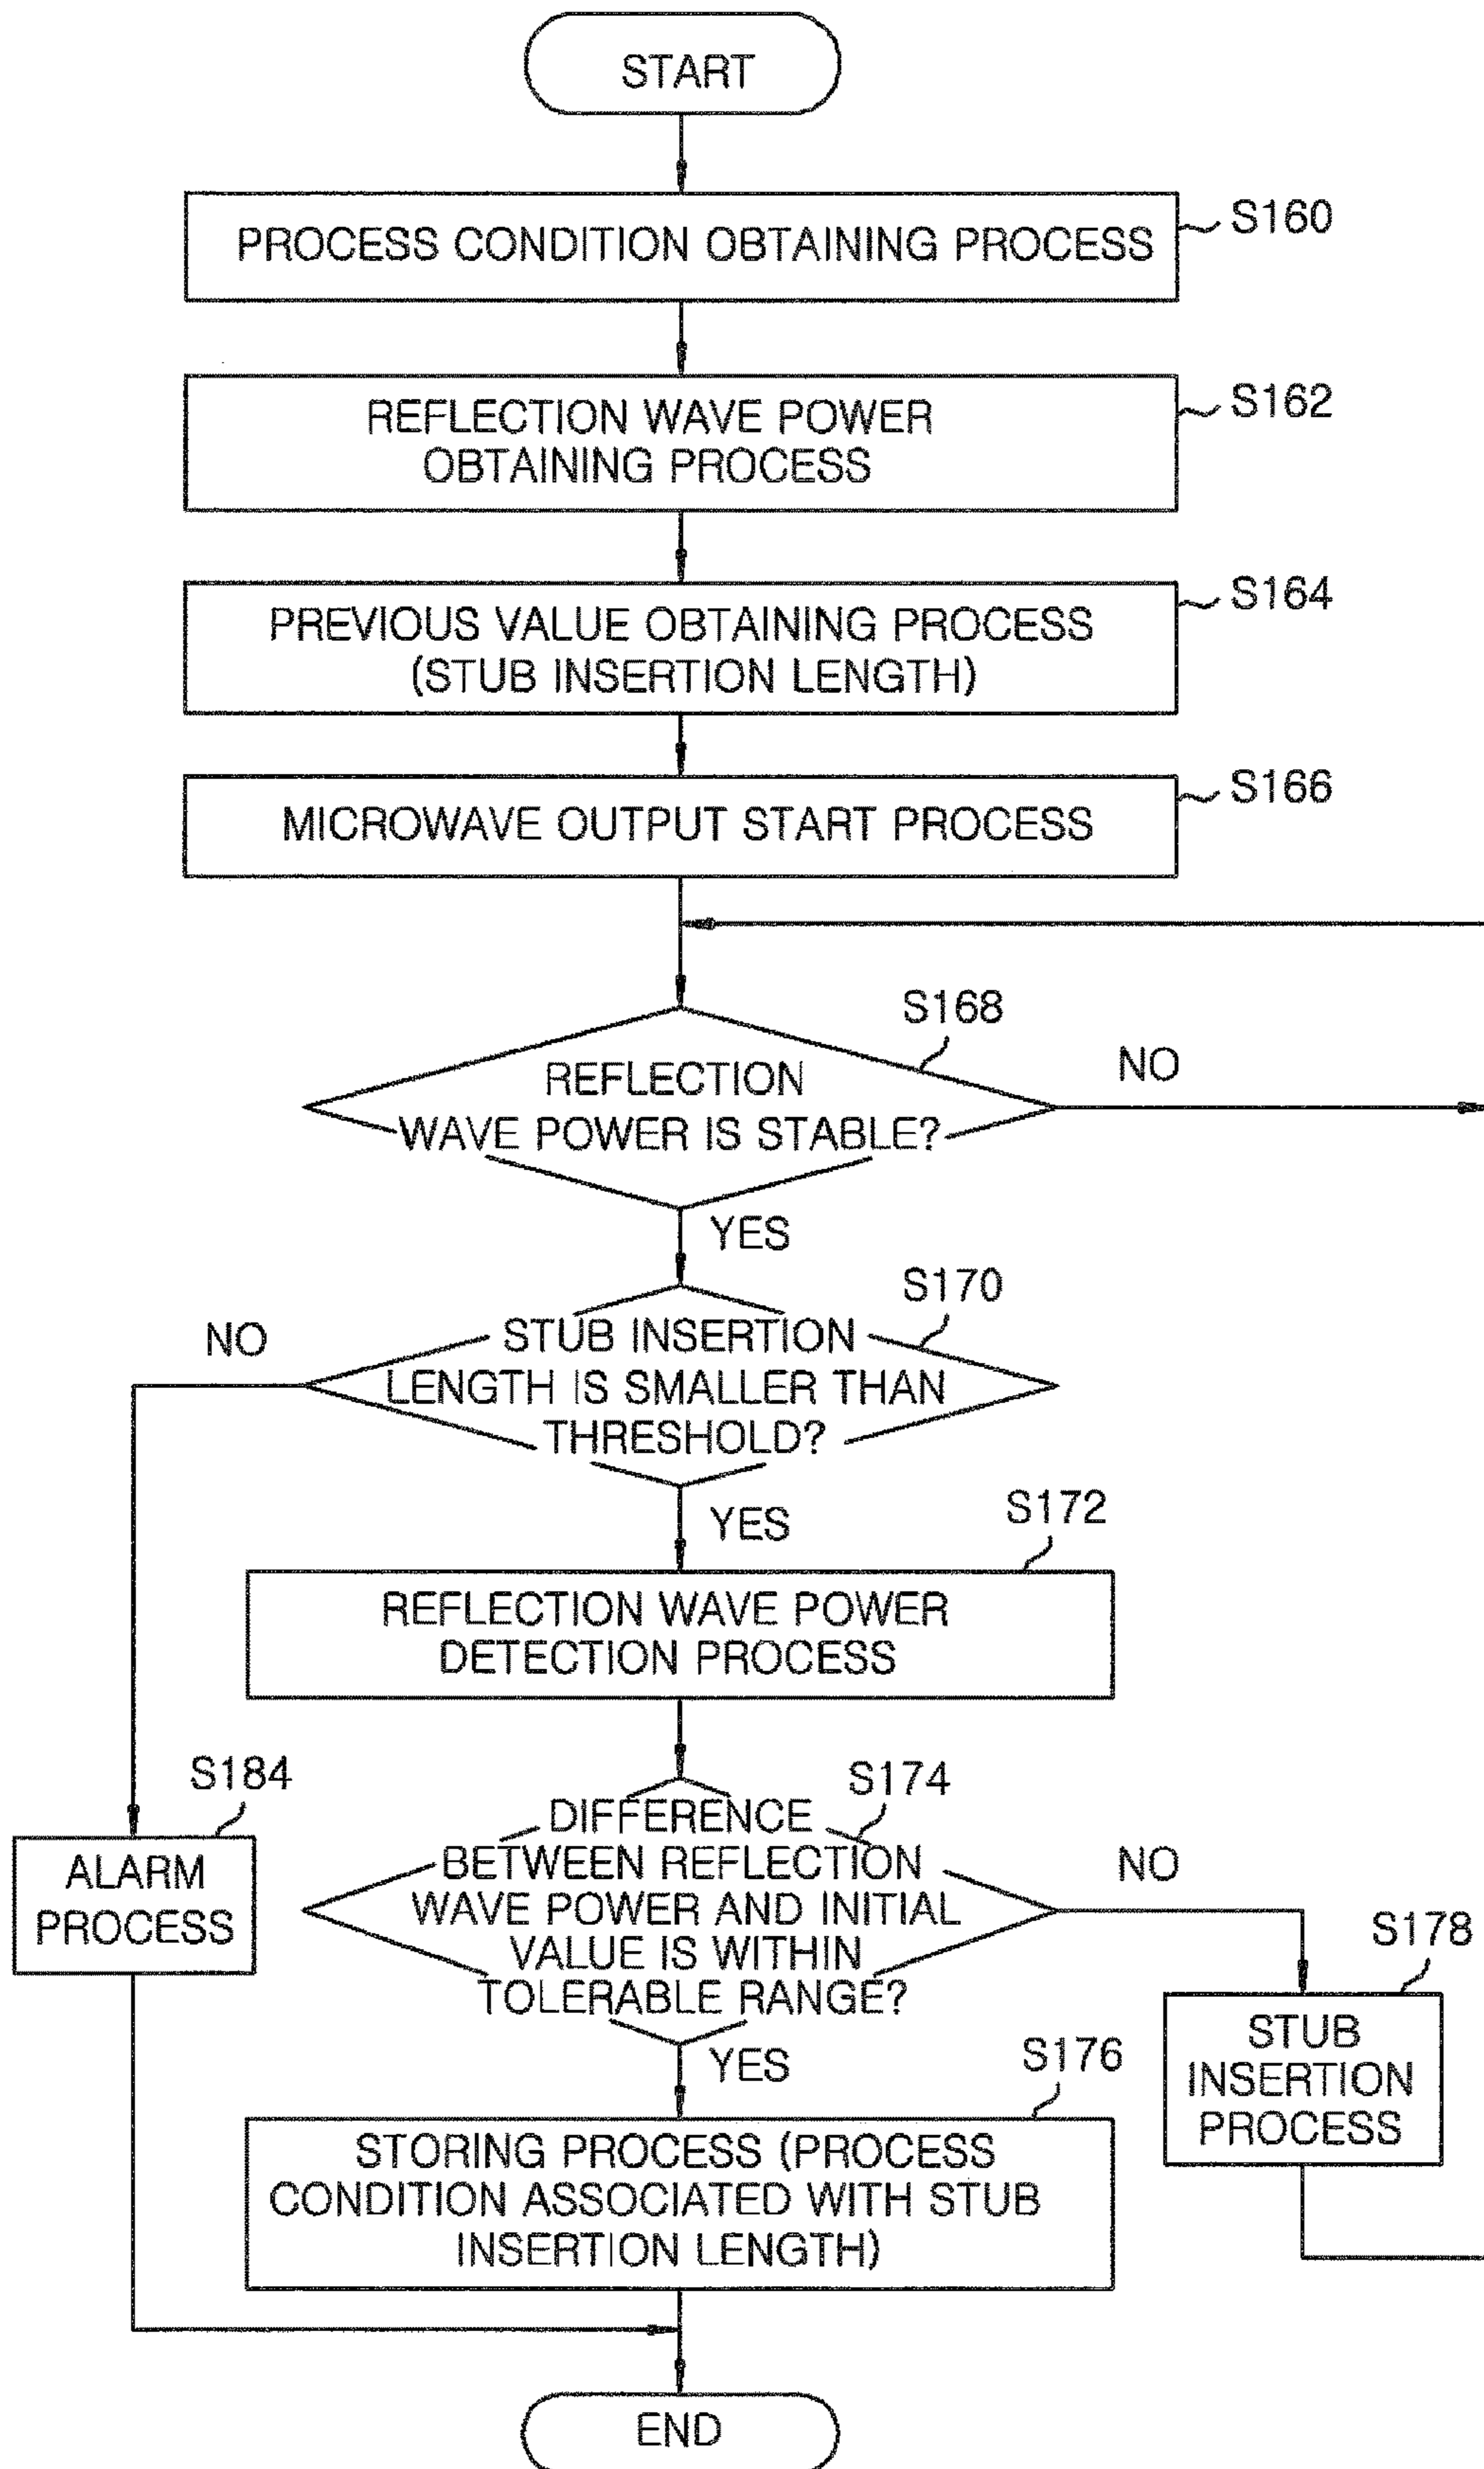 START
PROCESS CONDITION OBTAINING PROCESS
S160
REFLECTION WAVE POWER
OBTAINING PROCESS
S162
PREVIOUS VALUE OBTAINING PROCESS
(STUB INSERTION LENGTH)
S164
MICROWAVE OUTPUT START PROCESS
S166
S168
REFLECTION
WAVE POWER IS STABLE?
NO
YES
S170
STUB INSERTION
LENGTH IS SMALLER THAN
THRESHOLD?
NO
YES
S172
REFLECTION WAVE POWER
DETECTION PROCESS
S184
ALARM
PROCESS
S174
DIFFERENCE
BETWEEN REFLECTION
WAVE POWER AND INITIAL
VALUE IS WITHIN
TOLERABLE RANGE?
NO
YES
S178
STUB
INSERTION
PROCESS
S176
STORING PROCESS (PROCESS
CONDITION ASSOCIATED WITH STUB
INSERTION LENGTH)
END